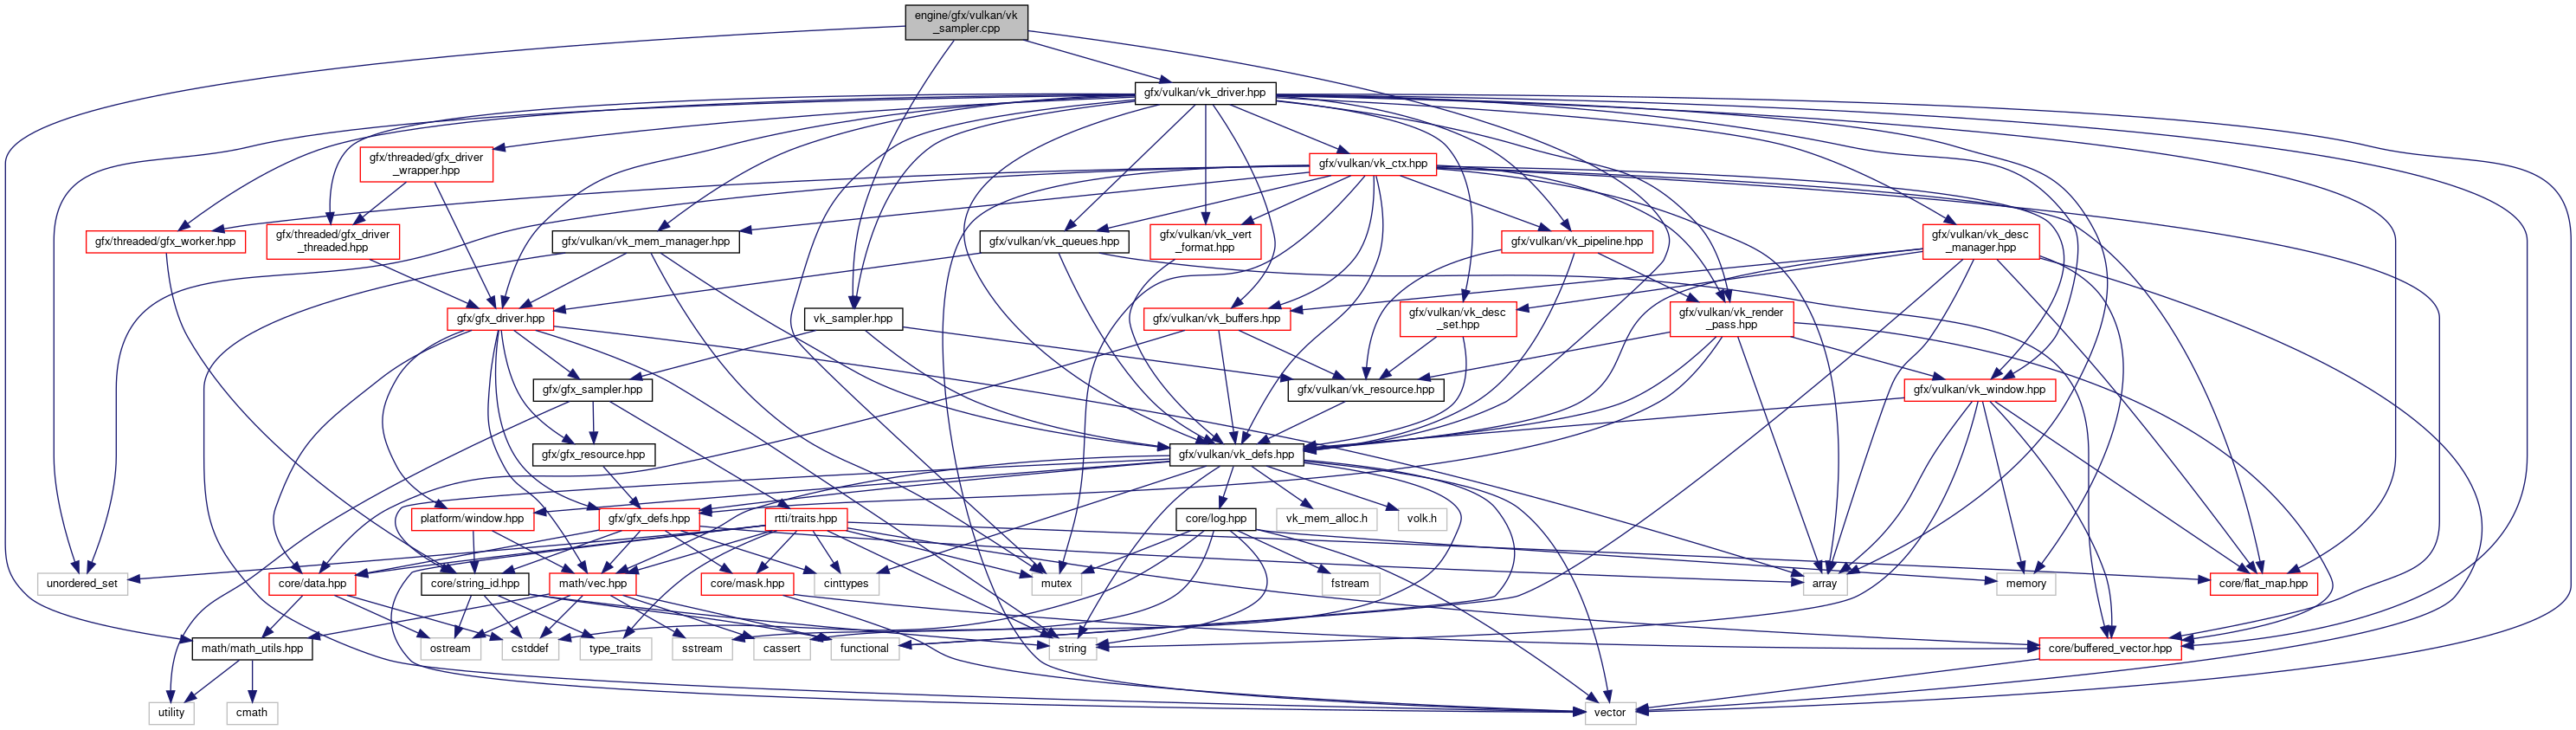 engine/gfx/vulkan/vk
_sampler.cpp
gfx/vulkan/vk_driver.hpp
gfx/threaded/gfx_driver
_wrapper.hpp
gfx/vulkan/vk_ctx.hpp
gfx/threaded/gfx_worker.hpp
gfx/threaded/gfx_driver
_threaded.hpp
gfx/vulkan/vk_mem_manager.hpp
gfx/vulkan/vk_queues.hpp
gfx/vulkan/vk_vert
_format.hpp
gfx/vulkan/vk_pipeline.hpp
gfx/vulkan/vk_desc
_manager.hpp
gfx/gfx_driver.hpp
vk_sampler.hpp
gfx/vulkan/vk_buffers.hpp
gfx/vulkan/vk_desc
_set.hpp
gfx/vulkan/vk_render
_pass.hpp
gfx/gfx_sampler.hpp
gfx/vulkan/vk_resource.hpp
gfx/vulkan/vk_window.hpp
gfx/gfx_resource.hpp
gfx/vulkan/vk_defs.hpp
platform/window.hpp
gfx/gfx_defs.hpp
rtti/traits.hpp
core/log.hpp
vk_mem_alloc.h
volk.h
unordered_set
core/data.hpp
core/string_id.hpp
math/vec.hpp
core/mask.hpp
cinttypes
mutex
fstream
array
memory
core/flat_map.hpp
math/math_utils.hpp
ostream
cstddef
type_traits
sstream
cassert
functional
string
core/buffered_vector.hpp
utility
cmath
vector